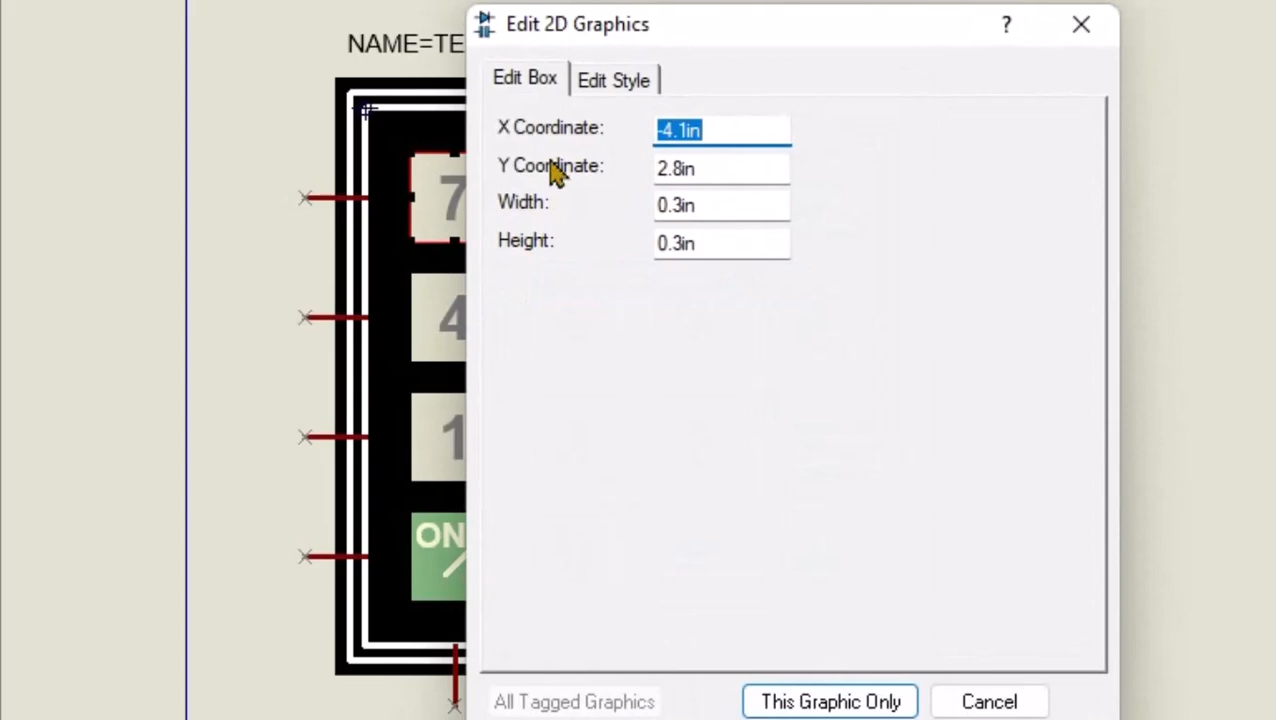 NAME=TE
Edit 2D Graphics
?
Edit Box
Edit Style
X Coordinate:
-4.1in
Y Coordinate:
2.8in
Width:
0.3in
Height:
0.3in
7
4
1
ON
All Tagged Graphics
This Graphic Only
Cancel